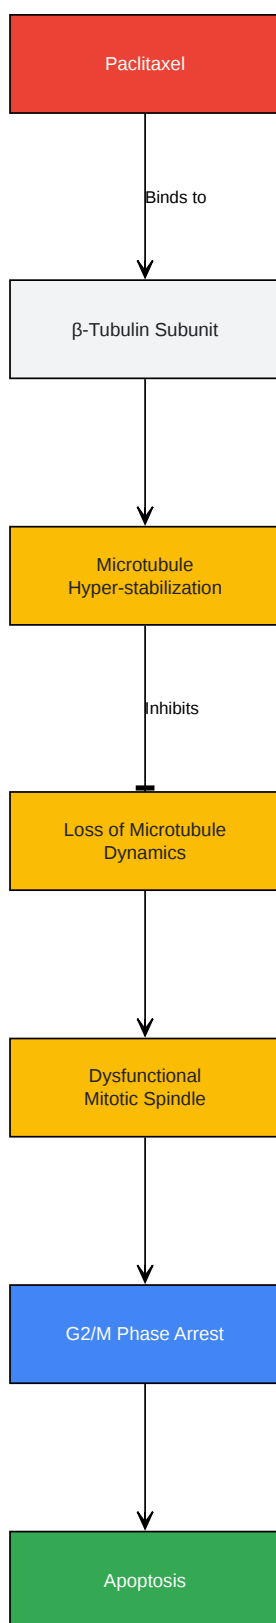 Paclitaxel
Binds to
β-Tubulin Subunit
Microtubule
Hyper-stabilization
Inhibits
Loss of Microtubule
Dynamics
Dysfunctional
Mitotic Spindle
G2/M Phase Arrest
Apoptosis